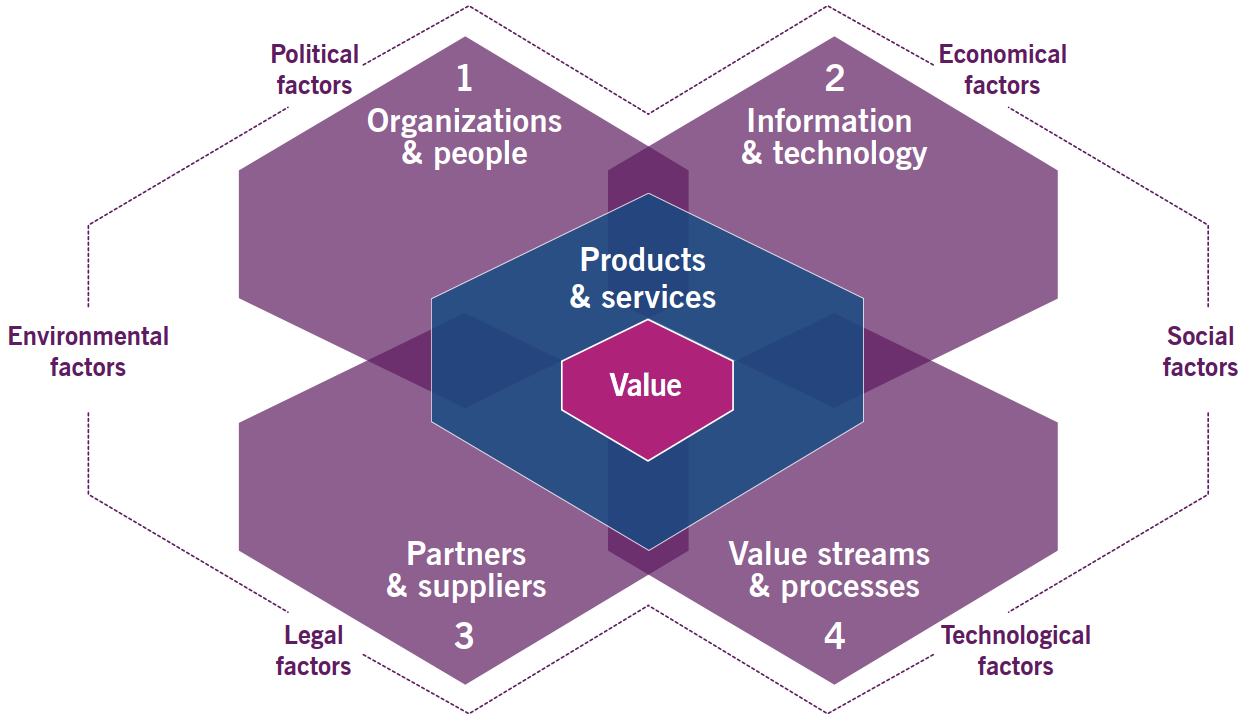 Political
factors
1
Organizations
& people
2
Information
& technology
Economical
factors
Products
& services
Environmental
factors
Value
Social
factors
Partners
& suppliers
3
Value streams
& processes
4
Legal
factors
Technological
factors